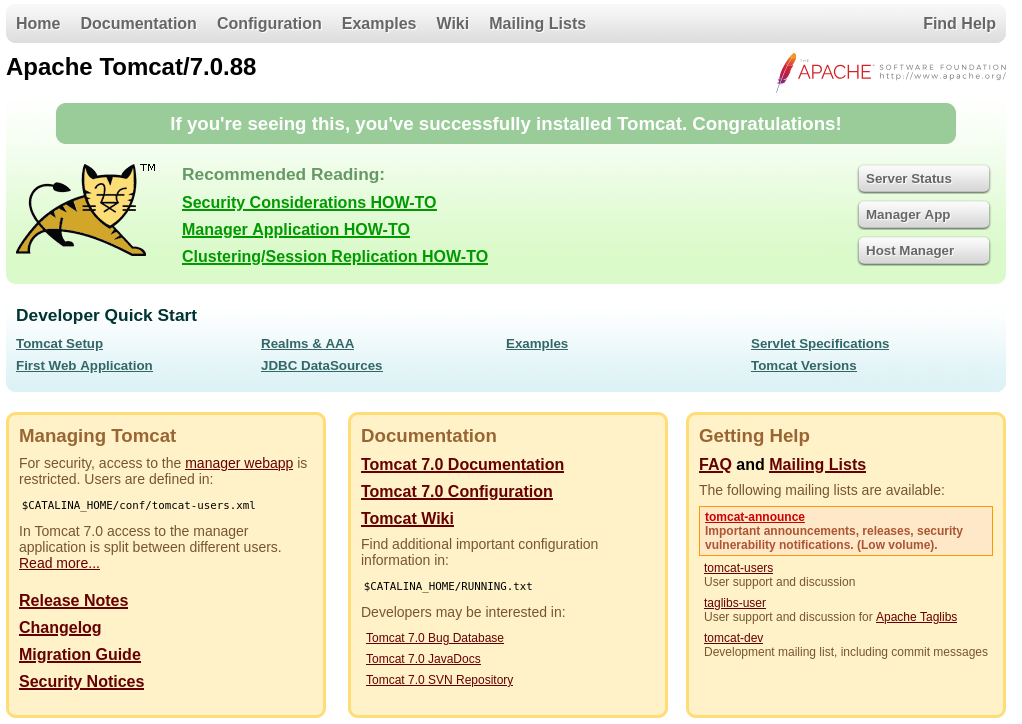 Home Documentation Configuration Examples Wiki Mailing Lists Find Help
Apache Tomcat/7.0.88
THE APACHE™ SOFTWARE FOUNDATION
http://www.apache.org/
If you're seeing this, you've successfully installed Tomcat. Congratulations!
TM
Recommended Reading:
Security Considerations HOW-TO
Manager Application HOW-TO
Clustering/Session Replication HOW-TO
Server Status
Manager App
Host Manager
Developer Quick Start
Tomcat Setup
First Web Application
Realms & AAA
JDBC DataSources
Examples
Servlet Specifications
Tomcat Versions
Managing Tomcat
For security, access to the manager webapp is
restricted. Users are defined in:
$CATALINA_HOME/conf/tomcat-users.xml
In Tomcat 7.0 access to the manager
application is split between different users.
Read more...
Release Notes
Changelog
Migration Guide
Security Notices
Documentation
Tomcat 7.0 Documentation
Tomcat 7.0 Configuration
Tomcat Wiki
Find additional important configuration
information in:
$CATALINA_HOME/RUNNING.txt
Developers may be interested in:
Tomcat 7.0 Bug Database
Tomcat 7.0 JavaDocs
Tomcat 7.0 SVN Repository
Getting Help
FAQ and Mailing Lists
The following mailing lists are available:
tomcat-announce
Important announcements, releases, security
vulnerability notifications. (Low volume).
tomcat-users
User support and discussion
taglibs-user
User support and discussion for Apache Taglibs
tomcat-dev
Development mailing list, including commit messages